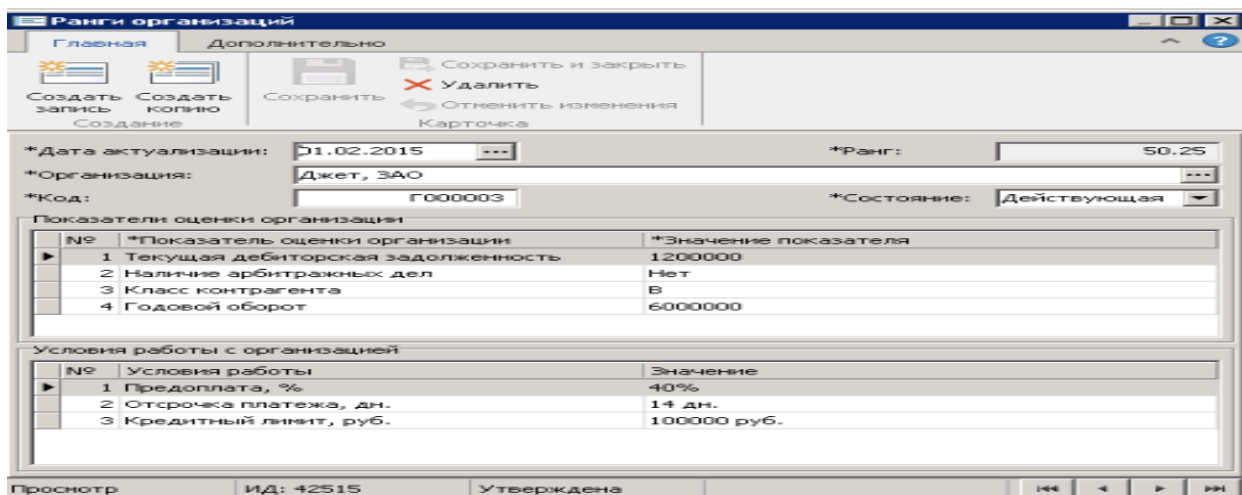 Ранги организаций
Главная Дополнительно
Создать запись Создать копию Сохранить Сохранить и закрыть
Удалить
Отменить изменения
Создание Карточка
*Дата актуализации: 01.02.2015 ... *Ранг: 50.25
*Организация: Джет, ЗАО ...
*Код: Г000003 *Состояние: Действующая
Показатели оценки организации
№ *Показатель оценки организации *Значение показателя
1 Текущая дебиторская задолженность 1200000
2 Наличие арбитражных дел Нет
3 Класс контрагента B
4 Годовой оборот 6000000
Условия работы с организацией
№ Условия работы Значение
1 Предоплата, % 40%
2 Отсрочка платежа, дн. 14 дн.
3 Кредитный лимит, руб. 100000 руб.
Просмотр ИД: 42515 Утверждена